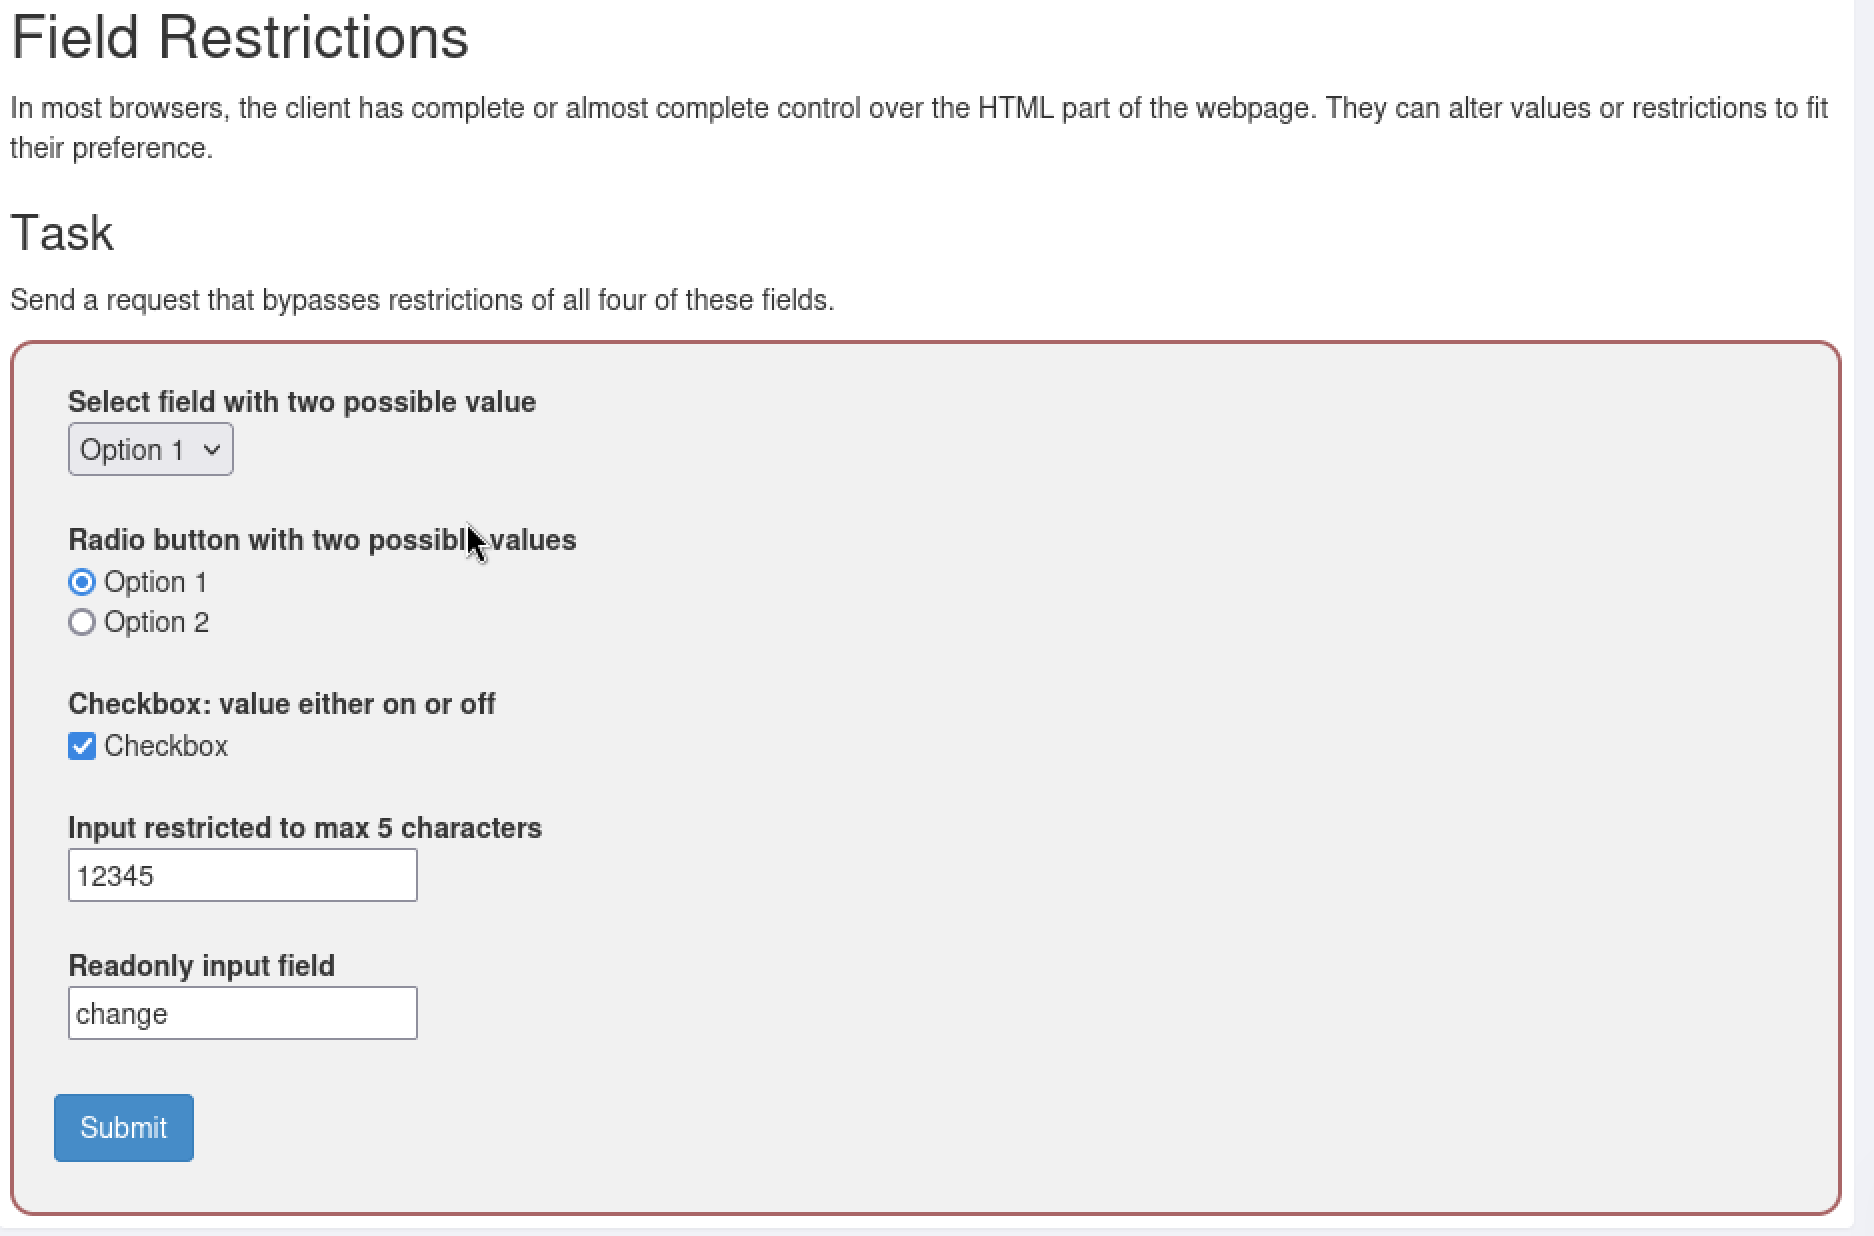 Field Restrictions
In most browsers, the client has complete or almost complete control over the HTML part of the webpage. They can alter values or restrictions to fit
their preference.
Task
Send a request that bypasses restrictions of all four of these fields.
Select field with two possible value
Option 1
Radio button with two possible values
Option 1
Option 2
Checkbox: value either on or off
Checkbox
Input restricted to max 5 characters
12345
Readonly input field
change
Submit